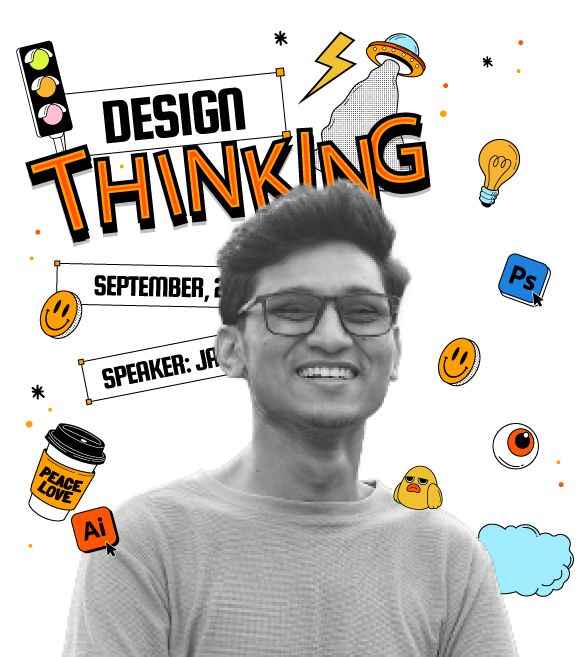 DESIGN
THINKING
SEPTEMBER,
SPEAKER:
Ps
PEACE
LOVE
Ai